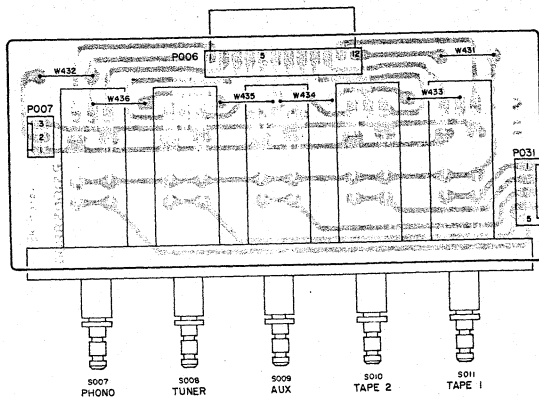 P006
5
12
W431
W432
W436
W435
W434
W433
P007
3
2
1
P031
1
5
S007
PHONO
S008
TUNER
S009
AUX
S010
TAPE 2
S011
TAPE 1